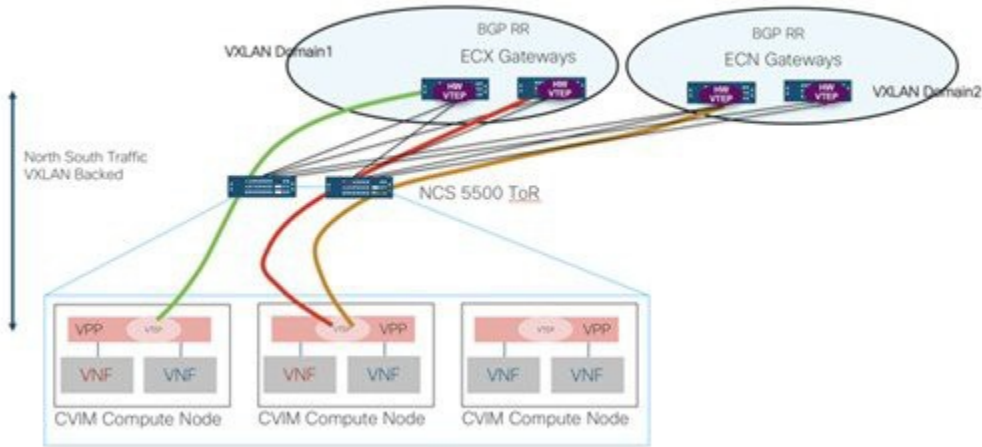 BGP RR
BGP RR
VXLAN Domain1
ECX Gateways
ECN Gateways
HW
VTEP
HW
VTEP
HW
VTEP
HW
VTEP
VXLAN Domain2
North South Traffic
VXLAN Backed
NCS 5500 ToR
VPP
VTEP
VTEP
VPP
VTEP
VPP
VNF
VNF
VNF
VNF
VNF
VNF
CVIM Compute Node
CVIM Compute Node
CVIM Compute Node